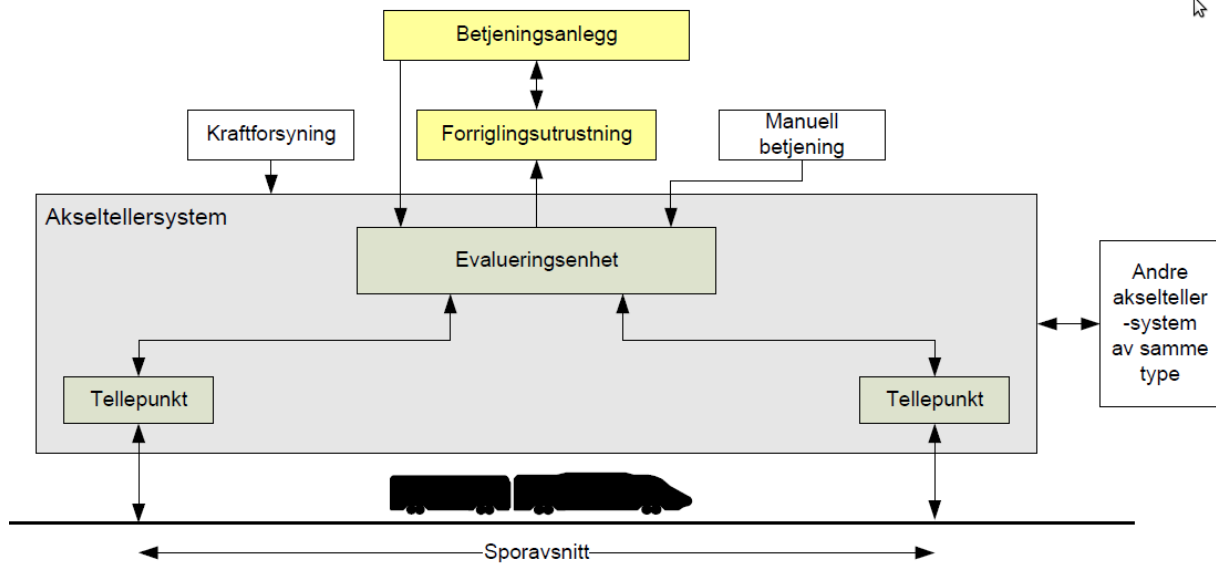 Betjeningsanlegg
Kraftforsyning
Forriglingsutrustning
Manuell
betjening
Akseltellersystem
Evalueringsenhet
Andre
akselteller
-system
av samme
type
Tellepunkt
Tellepunkt
Sporavsnitt